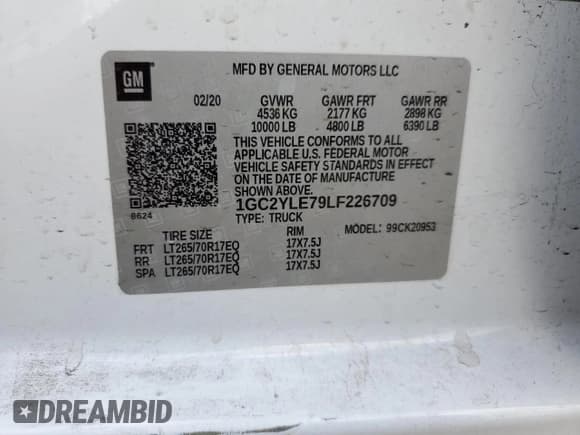 GM
MFD BY GENERAL MOTORS LLC
02/20 GVWR GAWR FRT GAWR RR
4536 KG 2177 KG 2898 KG
10000 LB 4800 LB 6390 LB
THIS VEHICLE CONFORMS TO ALL
APPLICABLE U.S. FEDERAL MOTOR
VEHICLE SAFETY STANDARDS IN EFFECT
ON THE DATE OF MANUFACTURE
SHOWN ABOVE.
8624
1GC2YLE79LF226709
TYPE: TRUCK MODEL: 99CK20953
TIRE SIZE RIM
FRT LT265/70R17EQ 17X7.5J
RR LT265/70R17EQ 17X7.5J
SPA LT265/70R17EQ 17X7.5J
DREAMBID